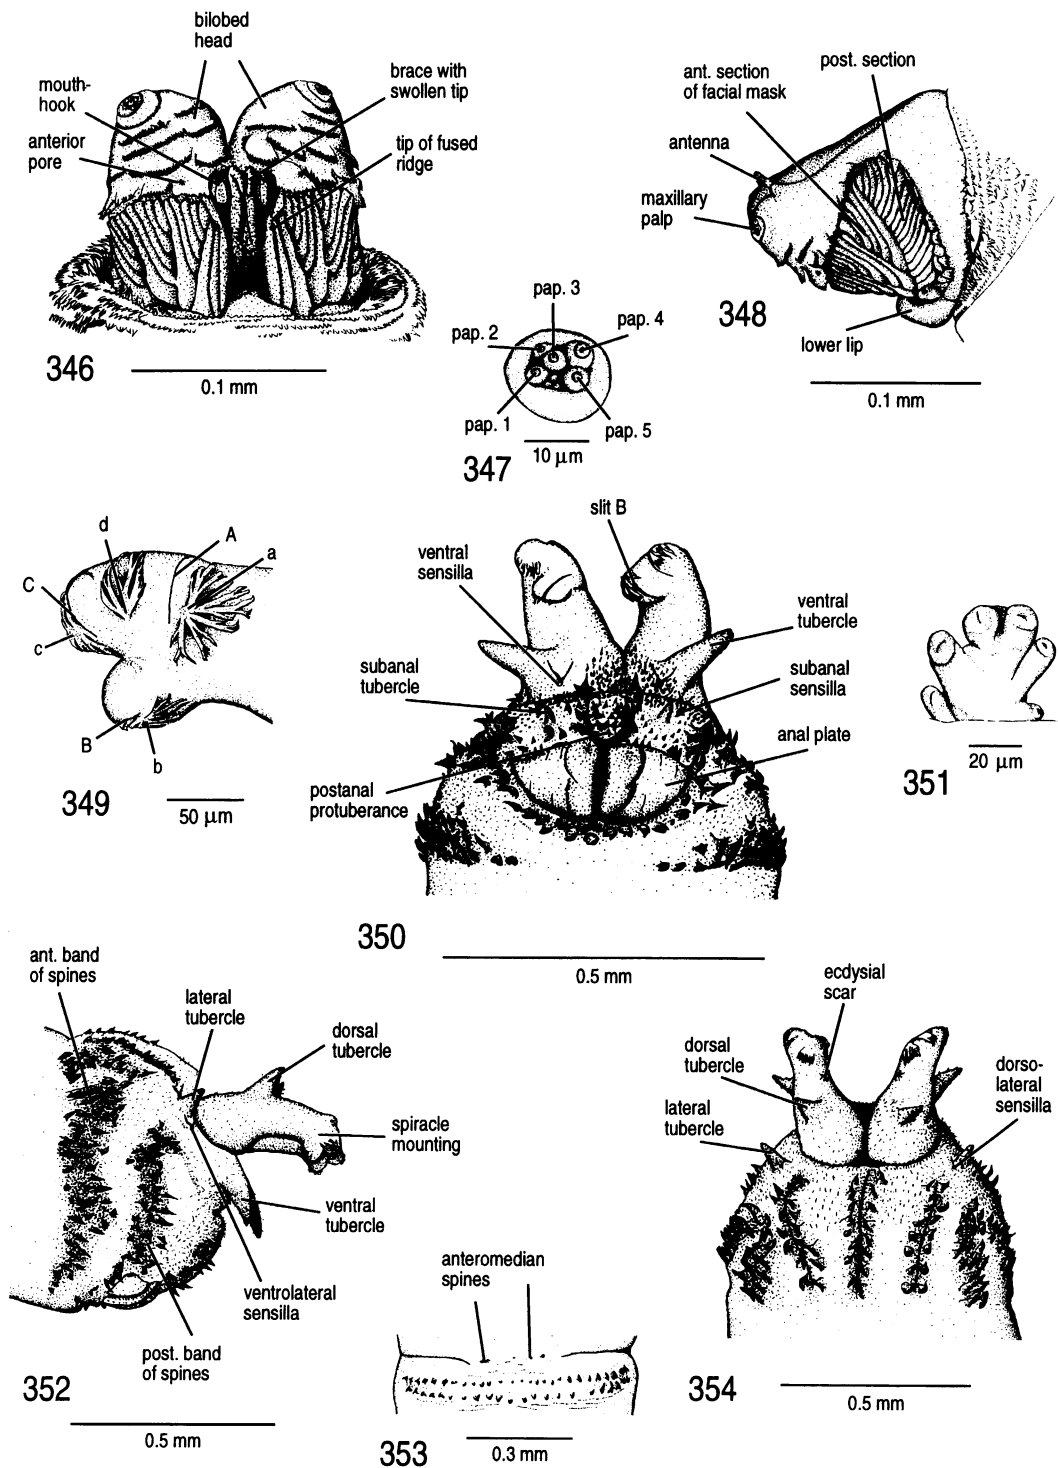 bilobed
head
mouth-
hook
brace with
swollen tip
anterior
pore
tip of fused
ridge
346
0.1 mm
pap. 3
pap. 2
pap. 4
pap. 1
pap. 5
347
10 µm
post. section
ant. section
of facial mask
antenna
maxillary
palp
348
lower lip
0.1 mm
d
A
a
C
c
B
b
349
50 µm
slit B
ventral
sensilla
ventral
tubercle
subanal
tubercle
subanal
sensilla
anal plate
postanal
protuberance
350
0.5 mm
351
20 µm
ant. band
of spines
lateral
tubercle
dorsal
tubercle
spiracle
mounting
ventral
tubercle
ventrolateral
sensilla
post. band
of spines
352
0.5 mm
anteromedian
spines
353
0.3 mm
ecdysial
scar
dorsal
tubercle
dorso-
lateral
sensilla
lateral
tubercle
354
0.5 mm